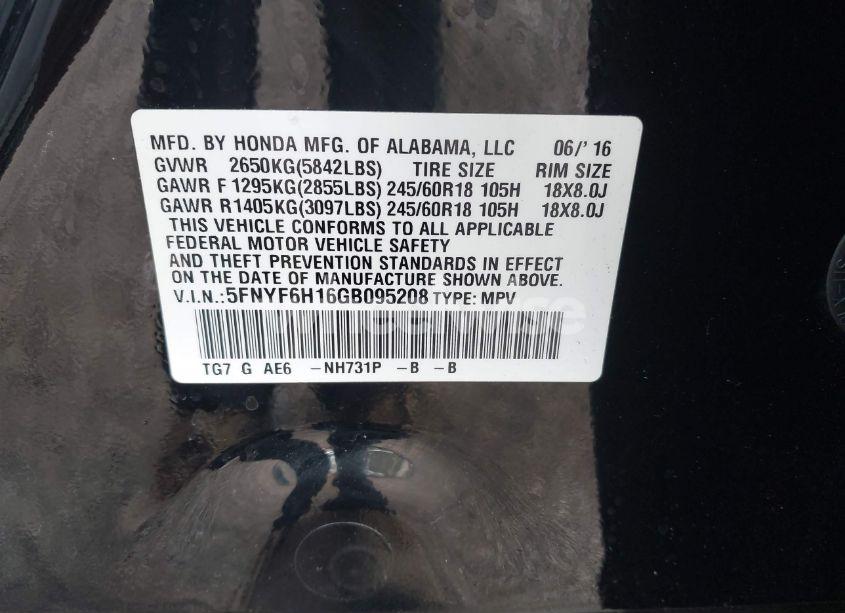 MFD. BY HONDA MFG. OF ALABAMA, LLC 06/' 16
GVWR 2650KG(5842LBS) TIRE SIZE RIM SIZE
GAWR F 1295KG(2855LBS) 245/60R18 105H 18X8.0J
GAWR R1405KG(3097LBS) 245/60R18 105H 18X8.0J
THIS VEHICLE CONFORMS TO ALL APPLICABLE
FEDERAL MOTOR VEHICLE SAFETY
AND THEFT PREVENTION STANDARDS IN EFFECT
ON THE DATE OF MANUFACTURE SHOWN ABOVE.
V.I.N.: 5FNYF6H16GB095208 TYPE: MPV
TG7 G AE6 -NH731P -B -B